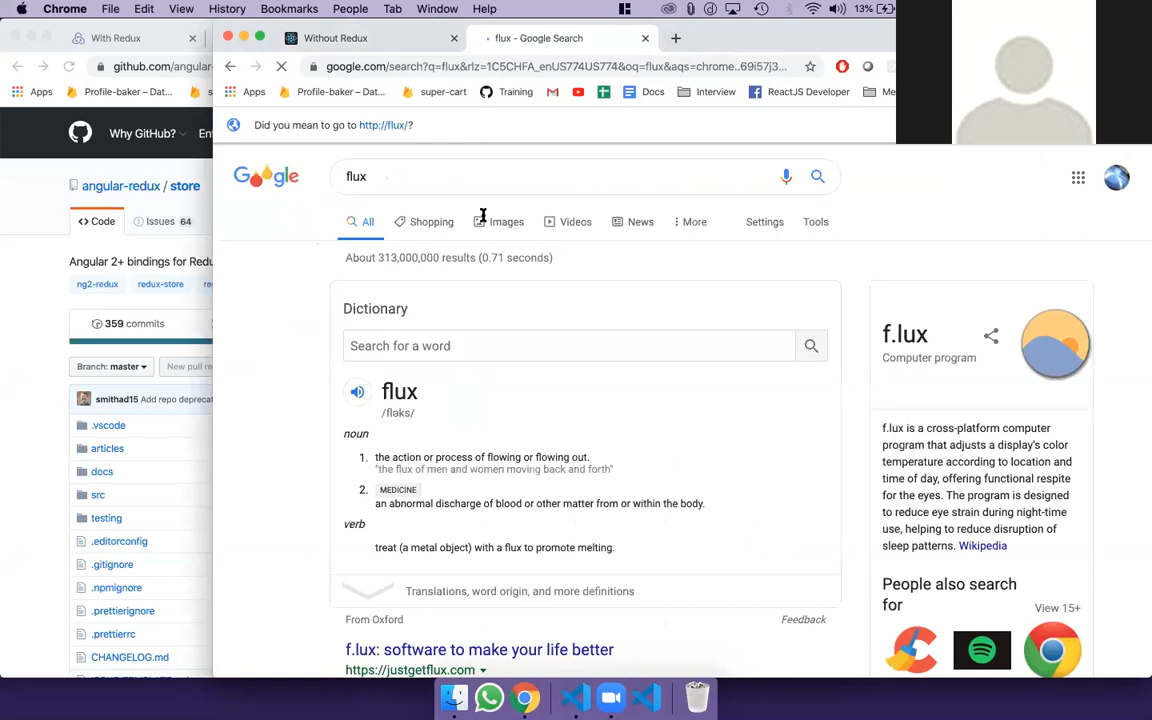 Chrome File Edit View History Bookmarks People Tab Window Help
13%
With Redux
github.com/angular-
Apps Profile-baker – Dat...
Why GitHub?
angular-redux / store
Code Issues 64
Angular 2+ bindings for Redu
ng2-redux redux-store
359 commits
Branch: master New pull re
smithad15 Add repo deprecat
.vscode
articles
docs
src
testing
.editorconfig
.gitignore
.npmignore
.prettierignore
.prettierrc
CHANGELOG.md
Without Redux
flux - Google Search
google.com/search?q=flux&rlz=1C5CHFA_enUS774US774&oq=flux&aqs=chrome..69i57j3...
Apps Profile-baker – Dat... super-cart Training Docs Interview ReactJS Developer
Did you mean to go to http://flux/?
Google
flux
All Shopping Images Videos News More Settings Tools
About 313,000,000 results (0.71 seconds)
Dictionary
Search for a word
flux
/fləks/
noun
1. the action or process of flowing or flowing out.
"the flux of men and women moving back and forth"
2. MEDICINE
an abnormal discharge of blood or other matter from or within the body.
verb
treat (a metal object) with a flux to promote melting.
Translations, word origin, and more definitions
From Oxford
Feedback
f.lux: software to make your life better
https://justgetflux.com
f.lux
Computer program
f.lux is a cross-platform computer
program that adjusts a display's color
temperature according to location and
time of day, offering functional respite
for the eyes. The program is designed
to reduce eye strain during night-time
use, helping to reduce disruption of
sleep patterns. Wikipedia
People also search
for
View 15+